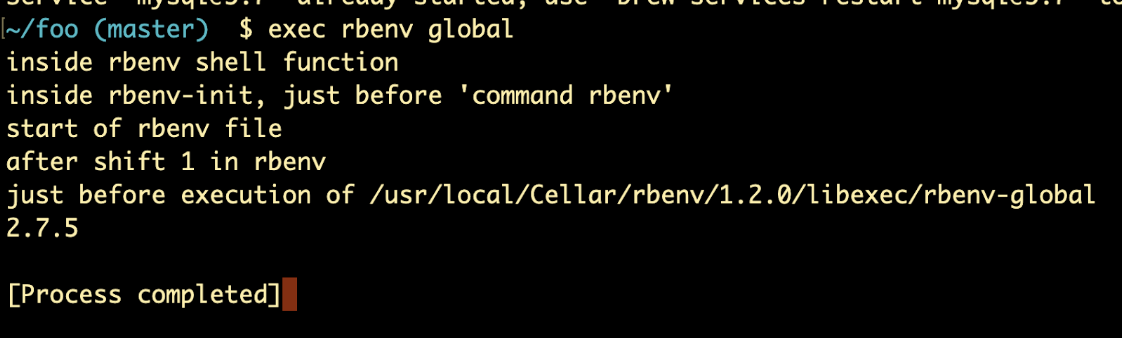 ~/foo (master)  $ exec rbenv global
inside rbenv shell function
inside rbenv-init, just before 'command rbenv'
start of rbenv file
after shift 1 in rbenv
just before execution of /usr/local/Cellar/rbenv/1.2.0/libexec/rbenv-global
2.7.5
[Process completed]